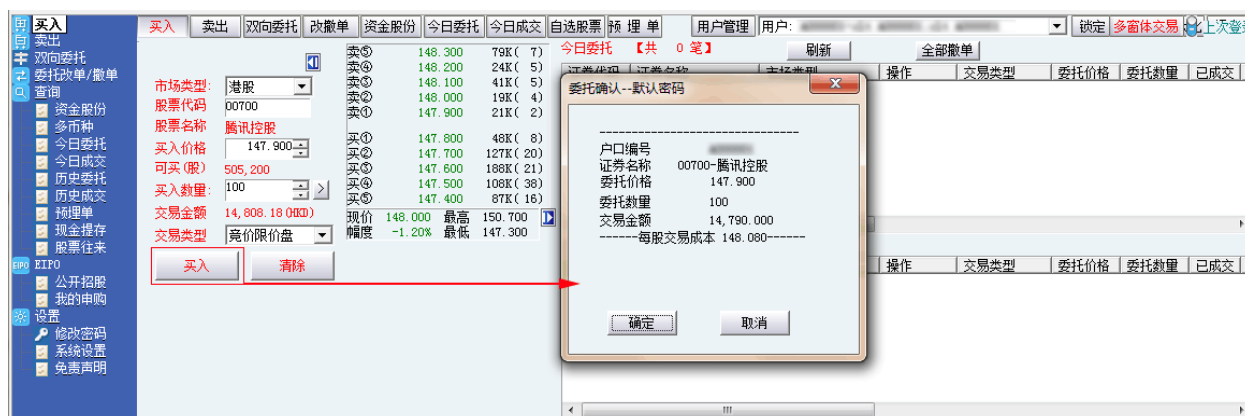 买入
卖出
双向委托
委托改单/撤单
查询
资金股份
多币种
今日委托
今日成交
历史委托
历史成交
预埋单
现金提存
股票往来
EIPO EIPO
公开招股
我的申购
设置
修改密码
系统设置
免责声明
买入 卖出 双向委托 改撤单 资金股份 今日委托 今日成交 自选股票 预 埋 单 用户管理 用户: 锁定 多窗体交易 上次登
市场类型: 港股
股票代码 00700
股票名称 腾讯控股
买入价格 147.900
可买(股) 505,200
买入数量: 100 >
交易金额 14,808.18(HKD)
交易类型 竞价限价盘
买入 清除
卖⑤ 148.300 79K( 7)
卖④ 148.200 24K( 5)
卖③ 148.100 41K( 5)
卖② 148.000 19K( 4)
卖① 147.900 21K( 2)
买① 147.800 48K( 8)
买② 147.700 127K( 20)
买③ 147.600 188K( 21)
买④ 147.500 108K( 38)
买⑤ 147.400 87K( 16)
现价 148.000 最高 150.700
幅度 -1.20% 最低 147.300
今日委托 【共 0 笔】 刷新 全部撤单
证券代码 证券名称 市场类型 操作 交易类型 委托价格 委托数量 已成交
操作 交易类型 委托价格 委托数量 已成交
委托确认--默认密码
-------------------------------
户口编号
证券名称 00700-腾讯控股
委托价格 147.900
委托数量 100
交易金额 14,790.000
------每股交易成本 148.080------
确定 取消